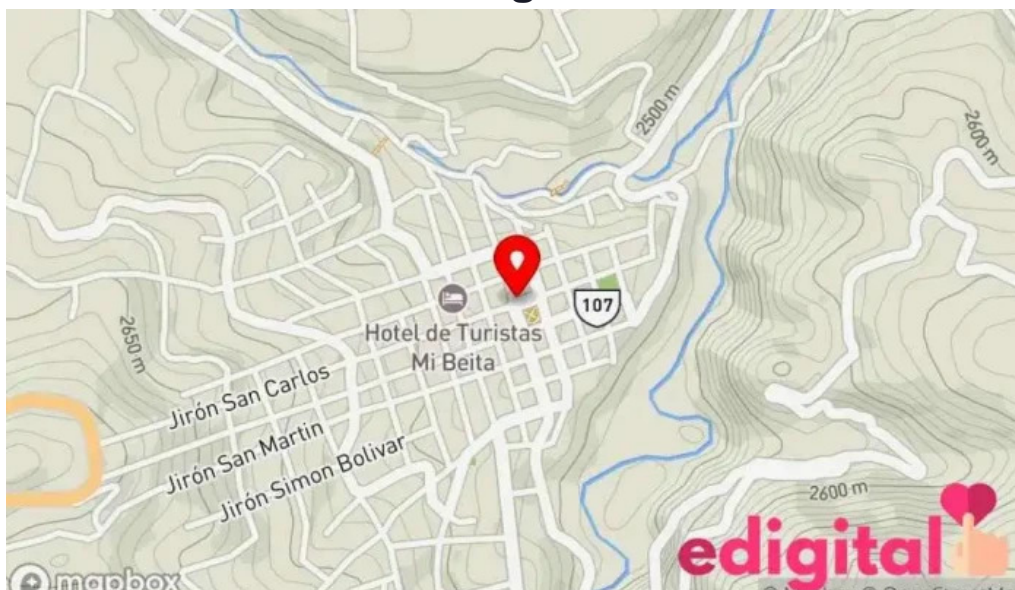 2500 m
2600 m
107
Hotel de Turistas
Mi Beita
2650 m
Jirón San Carlos
Jirón San Martin
Jirón Simon Bolivar
2600 m
edigital
mapbox